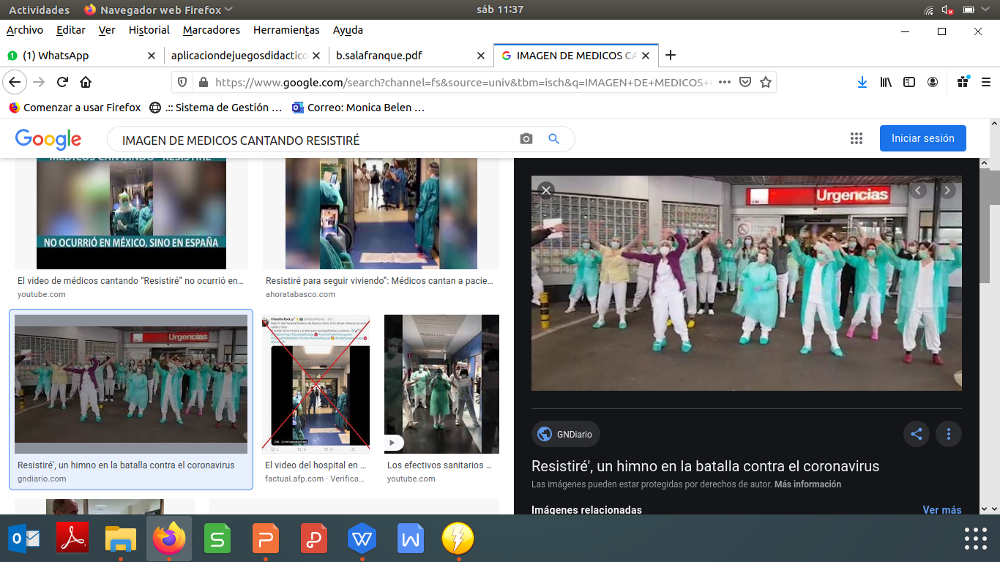 Actividades
Navegador web Firefox
sáb 11:37
Archivo Editar Ver Historial Marcadores Herramientas Ayuda
(1) WhatsApp
aplicaciondejuegosdidactico
b.salafranque.pdf
IMAGEN DE MEDICOS CA
https://www.google.com/search?channel=fs&source=univ&tbm=isch&q=IMAGEN+DE+MEDICOS+
Comenzar a usar Firefox
.:: Sistema de Gestión …
Correo: Monica Belen …
Google
IMAGEN DE MEDICOS CANTANDO RESISTIRÉ
Iniciar sesión
MÉDICOS CANTANDO "RESISTIRÉ"
NO OCURRIÓ EN MÉXICO, SINO EN ESPAÑA
El video de médicos cantando “Resistiré” no ocurrió en...
youtube.com
Resistiré para seguir viviendo”: Médicos cantan a pacie...
ahoratabasco.com
Urgencias
Resistiré', un himno en la batalla contra el coronavirus
gndiario.com
Filosofía Rock
El video del hospital en ...
factual.afp.com · Verifica...
Los efectivos sanitarios ...
youtube.com
Urgencias
GNDiario
Resistiré', un himno en la batalla contra el coronavirus
Las imágenes pueden estar protegidas por derechos de autor. Más información
Imágenes relacionadas
Ver más